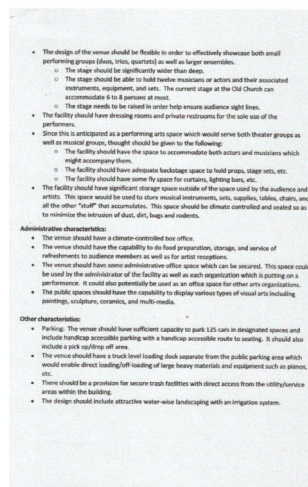 • The design of the venue should be flexible in order to effectively showcase both small
performing groups (duos, trios, quartets) as well as larger ensembles.
o The stage should be significantly wider than deep.
o The stage should be able to hold twelve musicians or actors and their associated
instruments, equipment, and sets. The current stage at the Old Church can
accommodate 6 to 8 persons at most.
o The stage needs to be raised in order help ensure audience sight lines.
• The facility should have dressing rooms and private restrooms for the sole use of the
performers.
• Since this is anticipated as a performing arts space which would serve both theater groups as
well as musical groups, thought should be given to the following:
o The facility should have the space to accommodate both actors and musicians which
might accompany them.
o The facility should have adequate backstage space to hold props, stage sets, etc.
o The facility should have some fly space for curtains, lighting bars, etc.
• The facility should have significant storage space outside of the space used by the audience and
artists. This space would be used to store musical instruments, sets, supplies, tables, chairs, and
all the other "stuff" that accumulates. This space should be climate controlled and sealed so as
to minimize the intrusion of dust, dirt, bugs and rodents.
Administrative characteristics:
• The venue should have a climate-controlled box office.
• The venue should have the capability to do food preparation, storage, and service of
refreshments to audience members as well as for artist receptions.
• The venue should have some administrative office space which can be secured. This space coul
be used by the administrator of the facility as well as each organization which is putting on a
performance. It could also potentially be used as an office space for other arts organizations.
• The public spaces should have the capability to display various types of visual arts including
paintings, sculpture, ceramics, and multi-media.
Other characteristics:
• Parking: The venue should have sufficient capacity to park 125 cars in designated spaces and
include handicap accessible parking with a handicap accessible route to seating. It should also
include a pick up/drop off area.
• The venue should have a truck level loading dock separate from the public parking area which
would enable direct loading/off-loading of large heavy materials and equipment such as pianos,
etc.
• There should be a provision for secure trash facilities with direct access from the utility/service
areas within the building.
• The design should include attractive water-wise landscaping with an irrigation system.